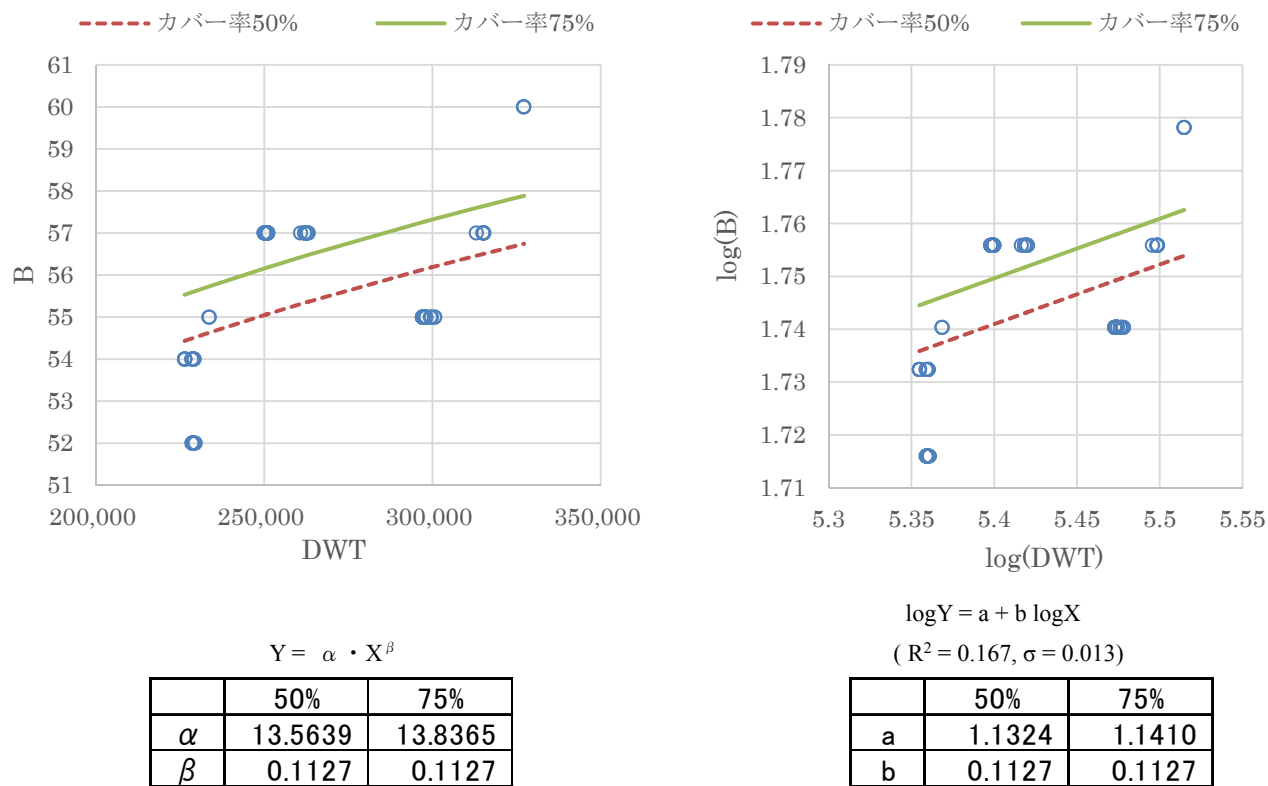 カバー率50% カバー率75%
61
60
59
58
57
56
55
54
53
52
51
B
200,000 250,000 300,000 350,000
DWT
カバー率50% カバー率75%
1.79
1.78
1.77
1.76
1.75
1.74
1.73
1.72
1.71
log(B)
5.3 5.35 5.4 5.45 5.5 5.55
log(DWT)
Y = α・X^β
50% 75%
α 13.5639 13.8365
β 0.1127 0.1127
logY = a + b logX
( R² = 0.167, σ = 0.013)
50% 75%
a 1.1324 1.1410
b 0.1127 0.1127